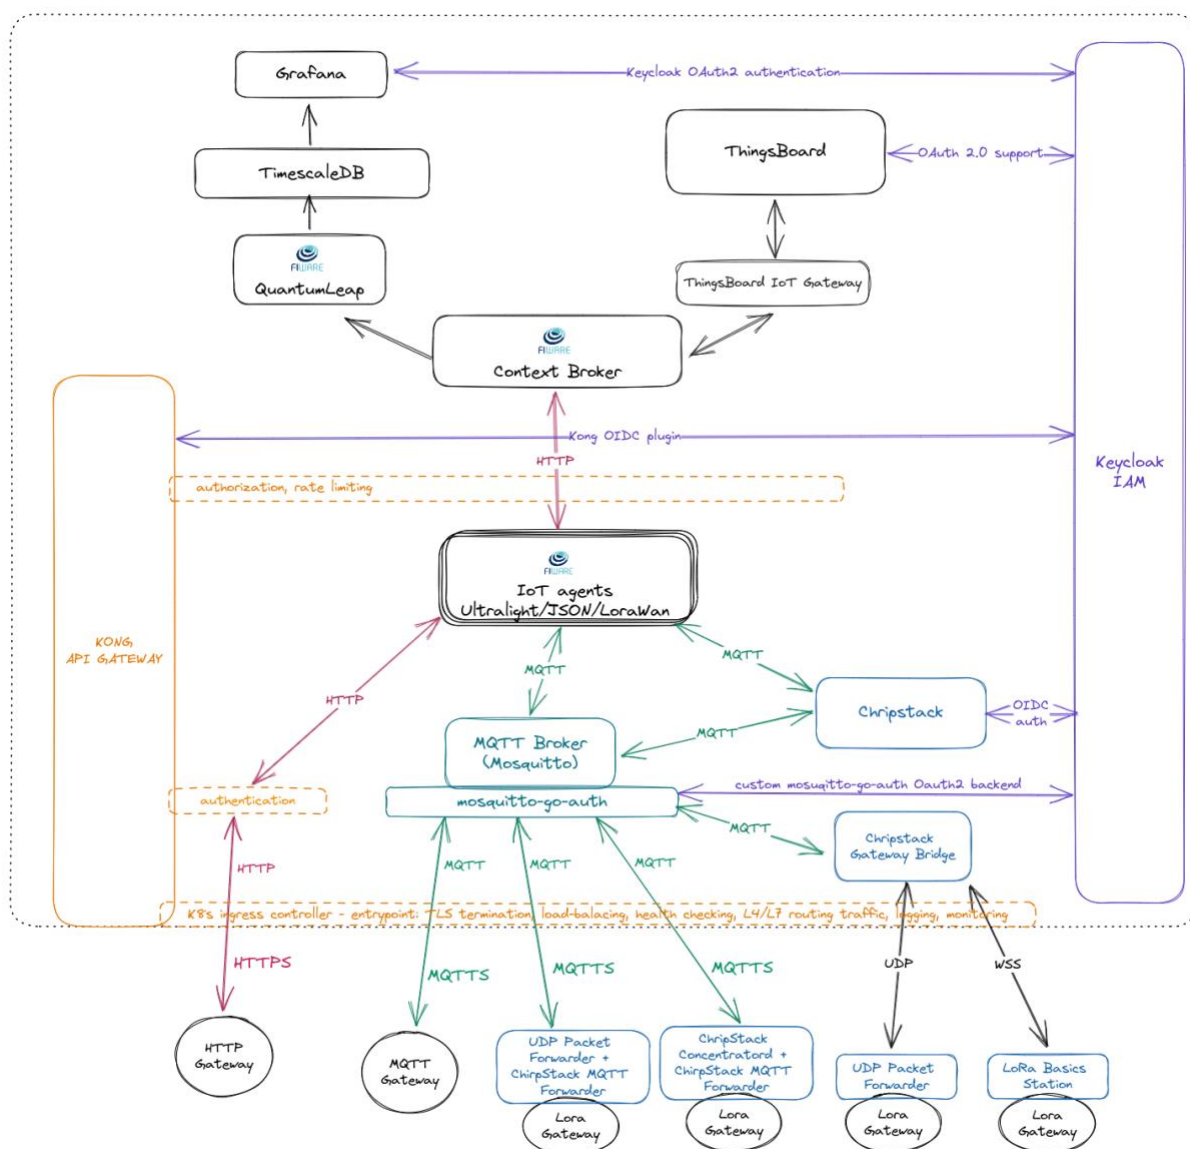 Grafana
Keycloak OAuth2 authentication
ThingsBoard
OAuth 2.0 support
TimescaleDB
FIWARE
QuantumLeap
ThingsBoard IoT Gateway
FIWARE
Context Broker
Kong OIDC plugin
HTTP
Keycloak
IAM
authorization, rate limiting
FIWARE
IoT agents
Ultralight/JSON/LoraWan
KONG
API GATEWAY
HTTP
MQTT
MQTT
Chripstack
OIDC
auth
MQTT
MQTT Broker
(Mosquitto)
authentication
mosquitto-go-auth
custom mosuqitto-go-auth Oauth2 backend
MQTT
Chripstack
Gateway Bridge
HTTP
MQTT
MQTT
MQTT
K8s ingress controller - entrypoint: TLS termination, load-balacing, health checking, L4/L7 routing traffic, logging, monitoring
HTTPS
MQTTS
MQTTS
MQTTS
UDP
WSS
HTTP
Gateway
MQTT
Gateway
UDP Packet
Forwarder +
ChirpStack MQTT
Forwarder
Lora
Gateway
ChripStack
Concentratord +
ChirpStack MQTT
Forwarder
Lora
Gateway
UDP Packet
Forwarder
Lora
Gateway
LoRa Basics
Station
Lora
Gateway